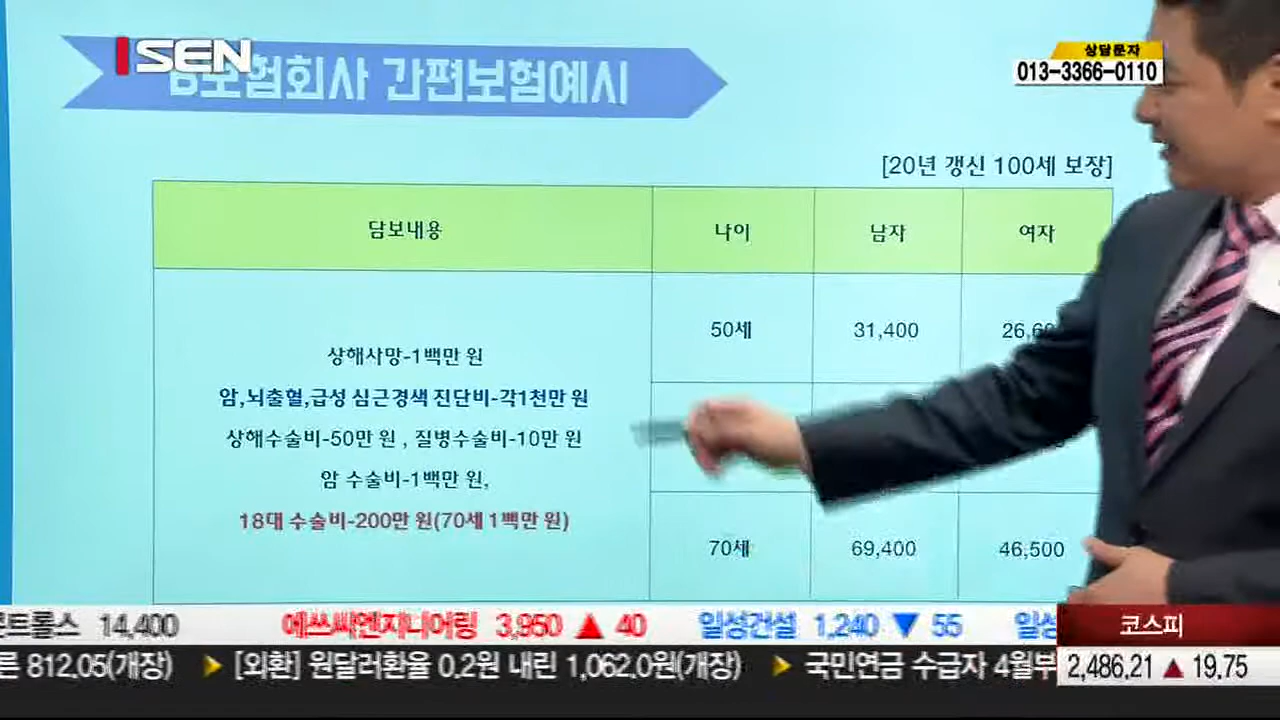 SEN
보험회사 간편보험예시
상담문자
013-3366-0110
[20년 갱신 100세 보장]
담보내용
나이
남자
여자
상해사망-1백만 원
암,뇌출혈,급성 심근경색 진단비-각1천만 원
상해수술비-50만 원 , 질병수술비-10만 원
암 수술비-1백만 원,
18대 수술비-200만 원(70세 1백만 원)
50세
31,400
70세
69,400
46,500
트롤스 14,400 에쓰씨엔지니어링 3,950 ▲ 40 일성건설 1,240 ▼ 55
코스피
2,486.21 ▲ 19.75
812.05(개장) [외환] 원달러환율 0.2원 내린 1,062.0원(개장) 국민연금 수급자 4월부